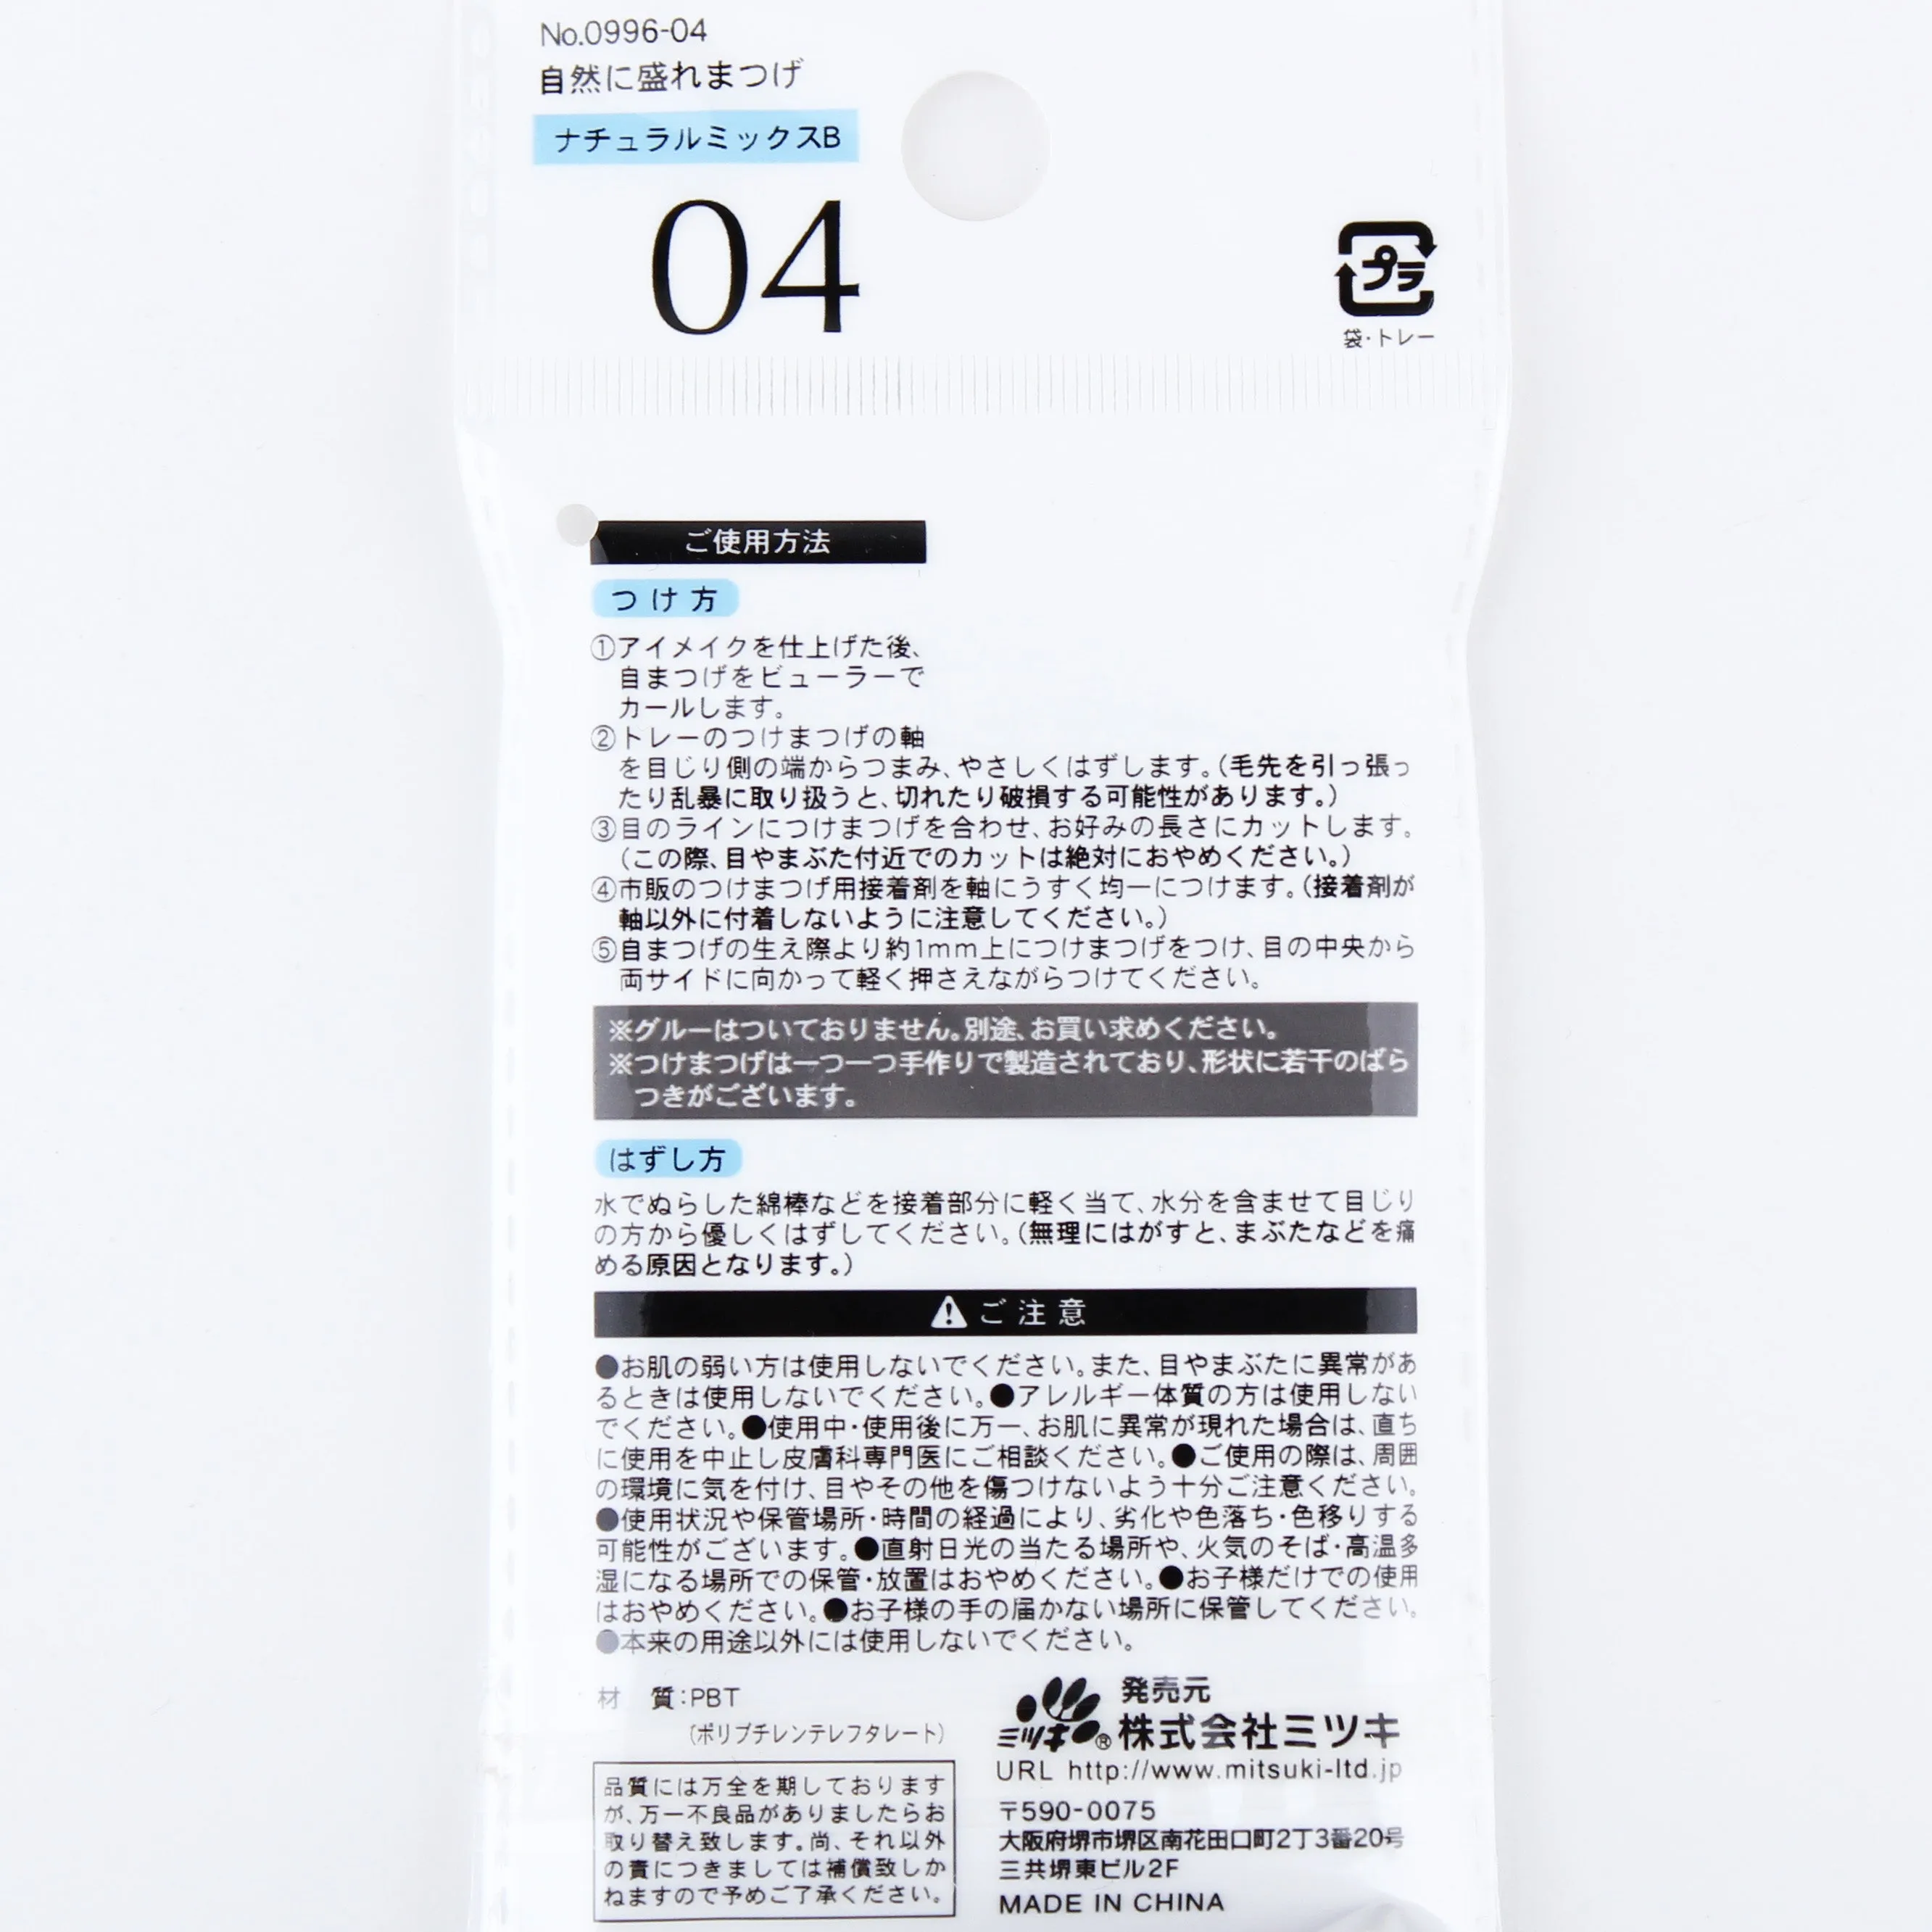 No.0996-04
自然に盛れまつげ
ナチュラルミックスB
04
プラ
袋・トレー
ご使用方法
つけ方
①アイメイクを仕上げた後、
自まつげをビューラーで
カールします。
②トレーのつけまつげの軸
を目じり側の端からつまみ、やさしくはずします。(毛先を引っ張っ
たり乱暴に取り扱うと、切れたり破損する可能性があります。)
③目のラインにつけまつげを合わせ、お好みの長さにカットします。
(この際、目やまぶた付近でのカットは絶対におやめください。)
④市販のつけまつげ用接着剤を軸にうすく均一につけます。(接着剤が
軸以外に付着しないように注意してください。)
⑤自まつげの生え際より約1mm上につけまつげをつけ、目の中央から
両サイドに向かって軽く押さえながらつけてください。
※グルーはついておりません。別途、お買い求めください。
※つけまつげは一つ一つ手作りで製造されており、形状に若干のばら
つきがございます。
はずし方
水でぬらした綿棒などを接着部分に軽く当て、水分を含ませて目じり
の方から優しくはずしてください。(無理にはがすと、まぶたなどを痛
める原因となります。)
ご注意
●お肌の弱い方は使用しないでください。また、目やまぶたに異常があ
るときは使用しないでください。●アレルギー体質の方は使用しない
でください。●使用中・使用後に万一、お肌に異常が現れた場合は、直ち
に使用を中止し皮膚科専門医にご相談ください。●ご使用の際は、周囲
の環境に気を付け、目やその他を傷つけないよう十分ご注意ください。
●使用状況や保管場所・時間の経過により、劣化や色落ち・色移りする
可能性がございます。●直射日光の当たる場所や、火気のそば・高温多
湿になる場所での保管・放置はおやめください。●お子様だけでの使用
はおやめください。●お子様の手の届かない場所に保管してください。
●本来の用途以外には使用しないでください。
材 質:PBT
(ポリブチレンテレフタレート)
品質には万全を期しております
が、万一不良品がありましたらお
取り替え致します。尚、それ以外
の責につきましては補償致しか
ねますので予めご了承ください。
発売元
ミツキ® 株式会社ミツキ
URL http://www.mitsuki-ltd.jp
〒590-0075
大阪府堺市堺区南花田口町2丁3番20号
三共堺東ビル2F
MADE IN CHINA